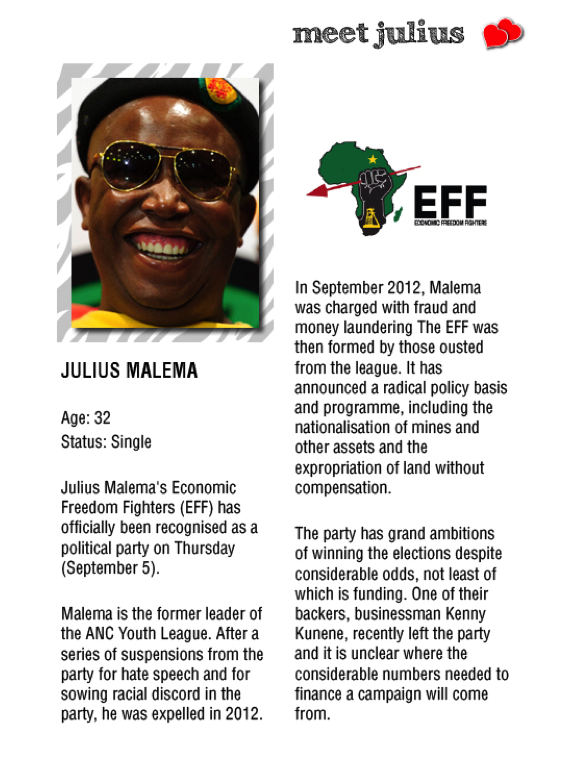 meet julius
JULIUS MALEMA
Age: 32
Status: Single
Julius Malema's Economic
Freedom Fighters (EFF) has
officially been recognised as a
political party on Thursday
(September 5).
Malema is the former leader of
the ANC Youth League. After a
series of suspensions from the
party for hate speech and for
sowing racial discord in the
party, he was expelled in 2012.
EFF
ECONOMIC FREEDOM FIGHTERS
In September 2012, Malema
was charged with fraud and
money laundering The EFF was
then formed by those ousted
from the league. It has
announced a radical policy basis
and programme, including the
nationalisation of mines and
other assets and the
expropriation of land without
compensation.
The party has grand ambitions
of winning the elections despite
considerable odds, not least of
which is funding. One of their
backers, businessman Kenny
Kunene, recently left the party
and it is unclear where the
considerable numbers needed to
finance a campaign will come
from.